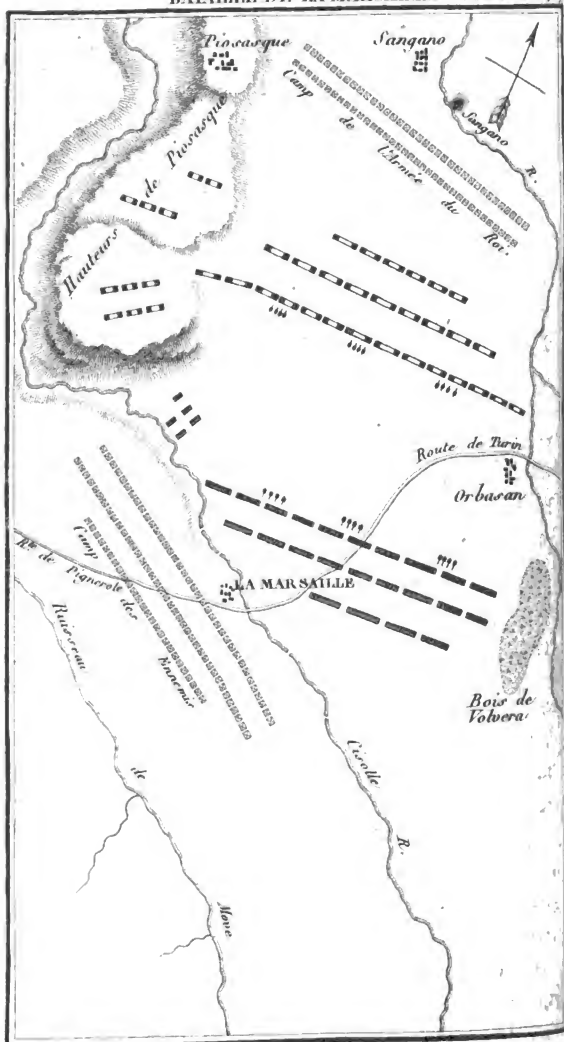 Piosasque
Sangano
Sangano R.
Camp de l'Armée du Roi.
Hauteurs de Piosasque
Route de Turin
Orbasan
LA MARSAILLE
Rte de Pignerole
Camp des Ennemis
Bois de
Volvera
Ruisseau de Move
Cisolle R.